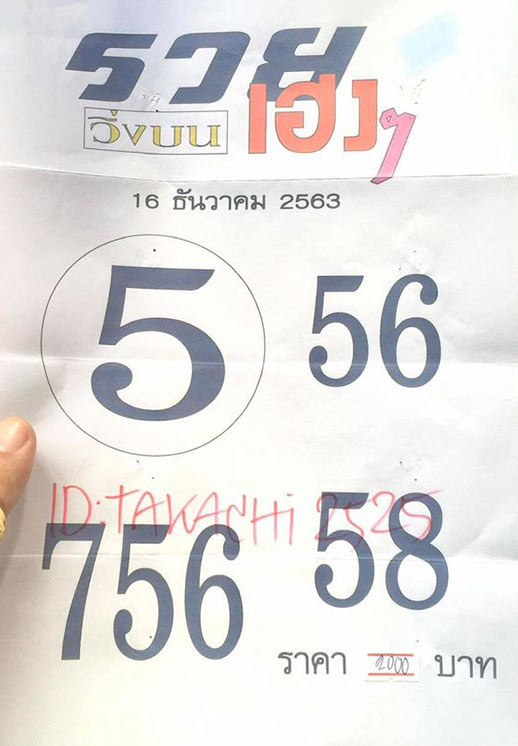 รวย
วิ่งบน เฮงๆ
16 ธันวาคม 2563
5 56
ID:TAKACHi 2525
756 58
ราคา 2000 บาท